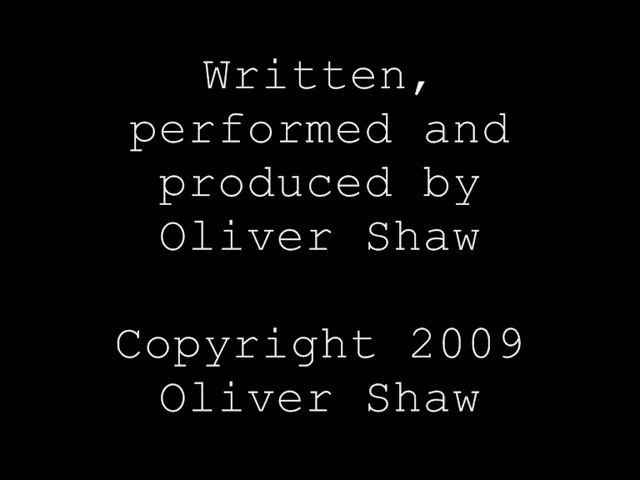 Written,
performed and
produced by
Oliver Shaw
Copyright 2009
Oliver Shaw